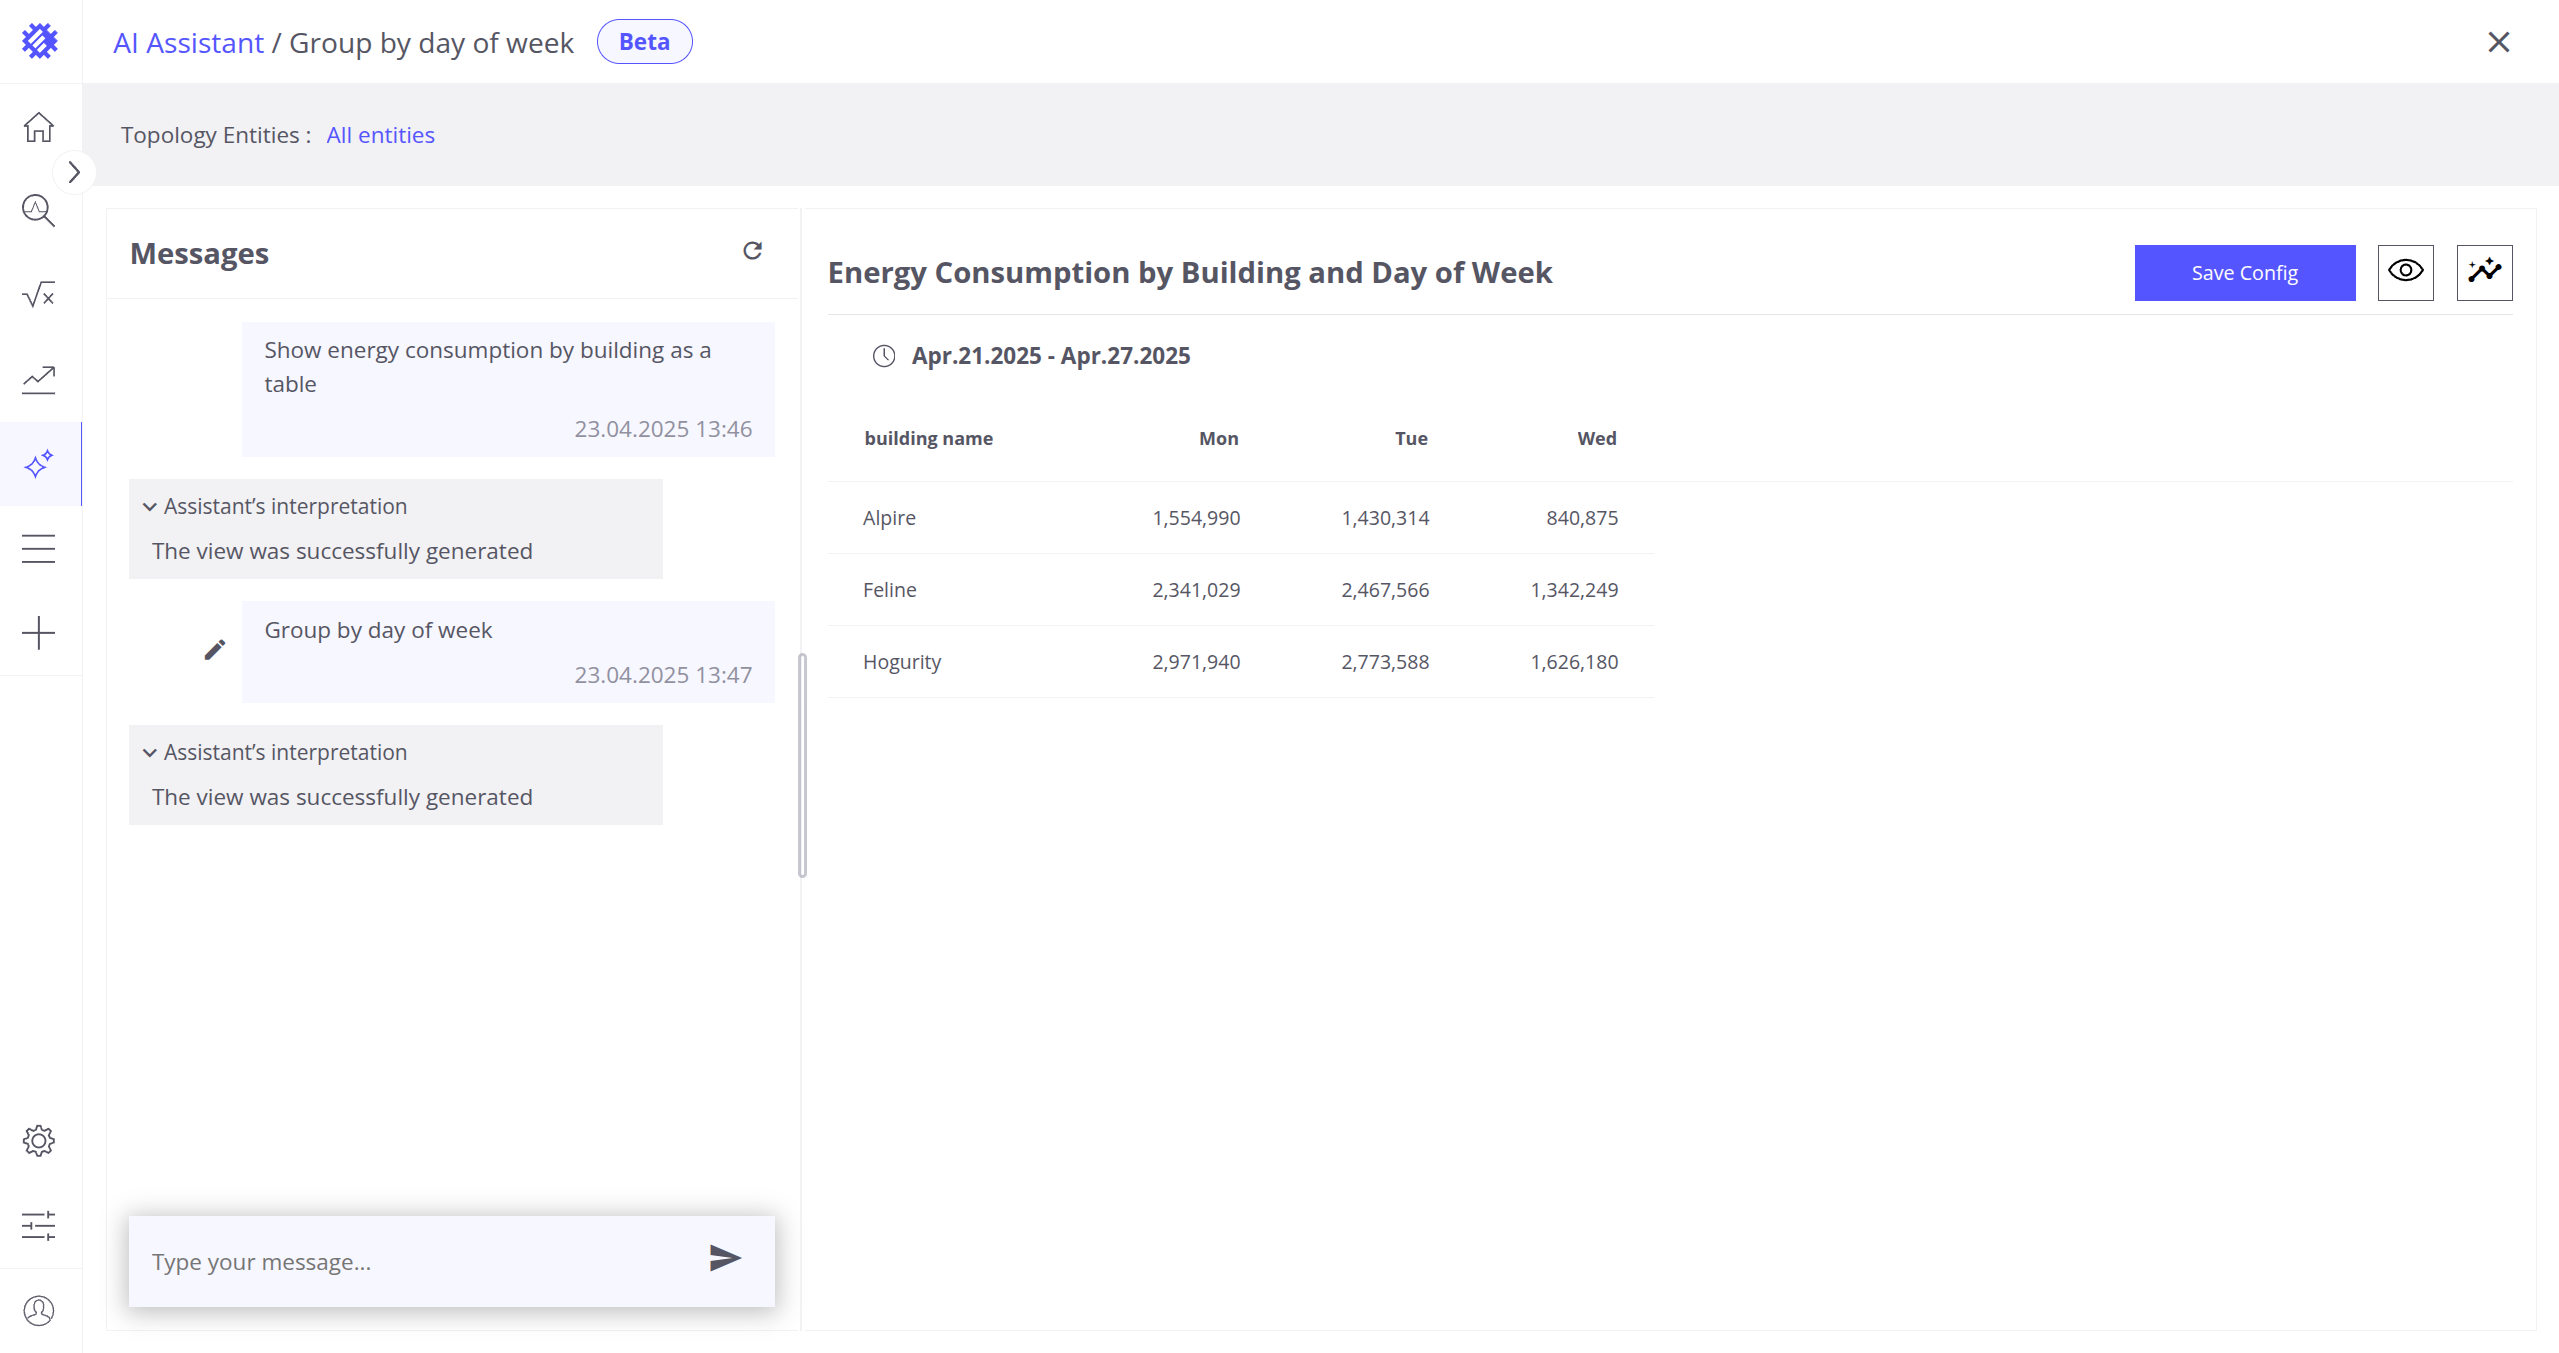 AI Assistant / Group by day of week Beta
Topology Entities : All entities
Messages
Show energy consumption by building as a
table
23.04.2025 13:46
Assistant’s interpretation
The view was successfully generated
Group by day of week
23.04.2025 13:47
Assistant’s interpretation
The view was successfully generated
Type your message...
Energy Consumption by Building and Day of Week
Save Config
Apr.21.2025 - Apr.27.2025
building name Mon Tue Wed
Alpire 1,554,990 1,430,314 840,875
Feline 2,341,029 2,467,566 1,342,249
Hogurity 2,971,940 2,773,588 1,626,180